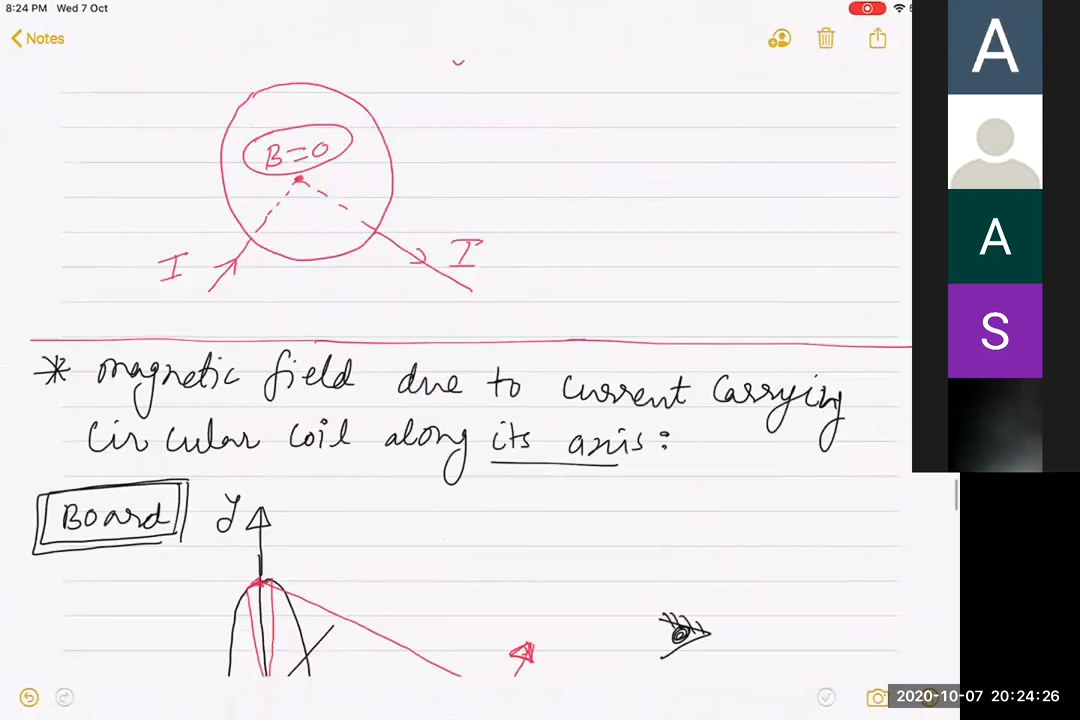 8:24 PM Wed 7 Oct
Notes
B=0
I
I
* magnetic field due to current carrying
circular coil along its axis:
Board
y
A
A
S
2020-10-07 20:24:26